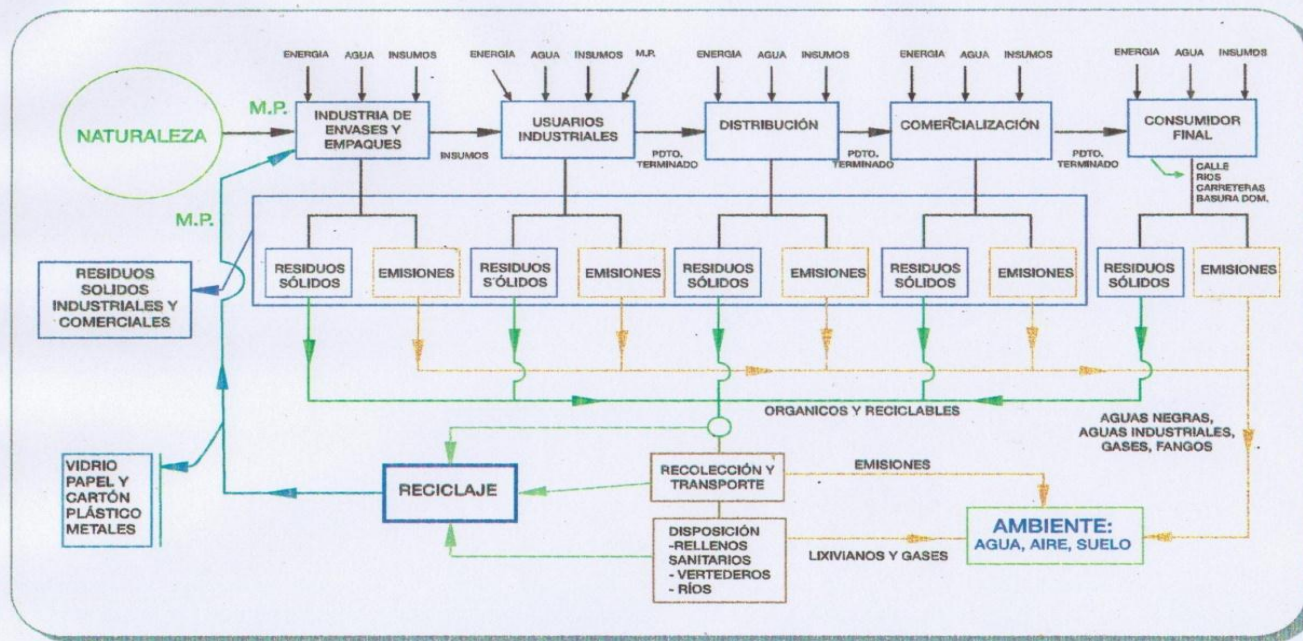 ENERGIA AGUA INSUMOS
ENERGIA AGUA INSUMOS M.P.
ENERGIA AGUA INSUMOS
ENERGIA AGUA INSUMOS
ENERGIA AGUA INSUMOS
NATURALEZA
M.P.
INDUSTRIA DE
ENVASES Y
EMPAQUES
INSUMOS
USUARIOS
INDUSTRIALES
PDTO.
TERMINADO
DISTRIBUCIÓN
PDTO.
TERMINADO
COMERCIALIZACIÓN
PDTO.
TERMINADO
CONSUMIDOR
FINAL
CALLE
RIOS
CARRETERAS
BASURA DOM.
M.P.
RESIDUOS
SOLIDOS
INDUSTRIALES Y
COMERCIALES
RESIDUOS
SÓLIDOS
EMISIONES
RESIDUOS
S'OLIDOS
EMISIONES
RESIDUOS
SÓLIDOS
EMISIONES
RESIDUOS
SÓLIDOS
EMISIONES
RESIDUOS
SÓLIDOS
EMISIONES
ORGANICOS Y RECICLABLES
AGUAS NEGRAS,
AGUAS INDUSTRIALES,
GASES, FANGOS
VIDRIO
PAPEL Y
CARTÓN
PLÁSTICO
METALES
RECICLAJE
RECOLECCIÓN Y
TRANSPORTE
EMISIONES
DISPOSICIÓN
-RELLENOS
SANITARIOS
- VERTEDEROS
- RÍOS
LIXIVIANOS Y GASES
AMBIENTE:
AGUA, AIRE, SUELO